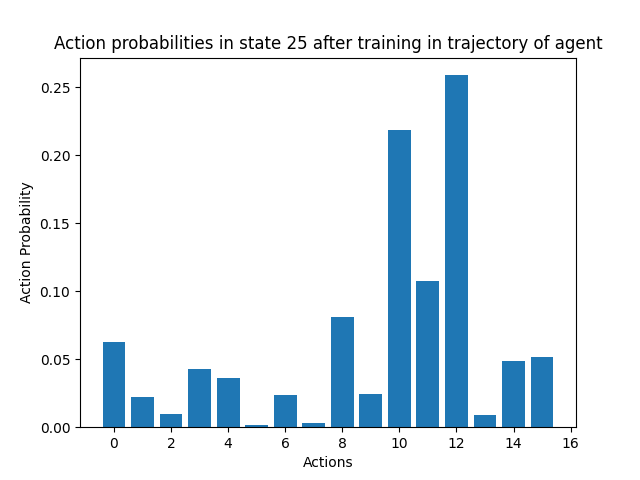 Action probabilities in state 25 after training in trajectory of agent
0.25
0.20
0.15
0.10
0.05
0.00
Action Probability
0 2 4 6 8 10 12 14 16
Actions